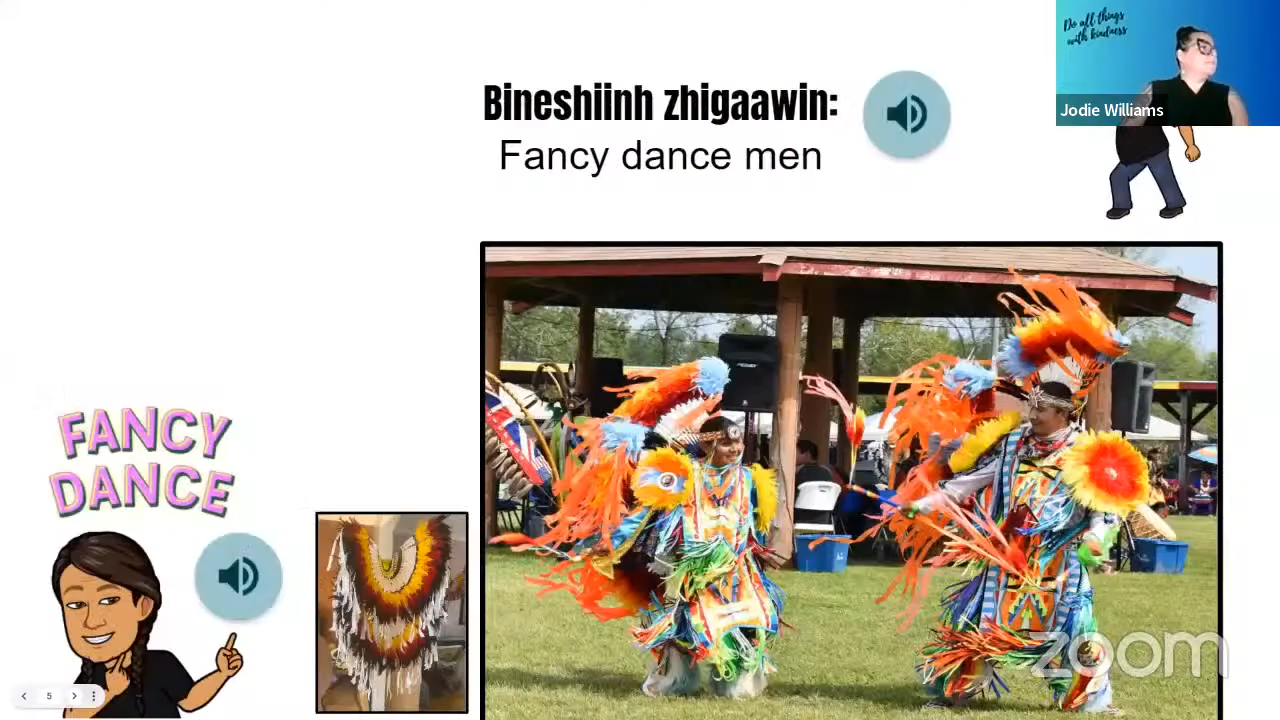 Do all things
with kindness
Jodie Williams
Bineshiinh zhigaawin:
Fancy dance men
FANCY
DANCE
5
zoom